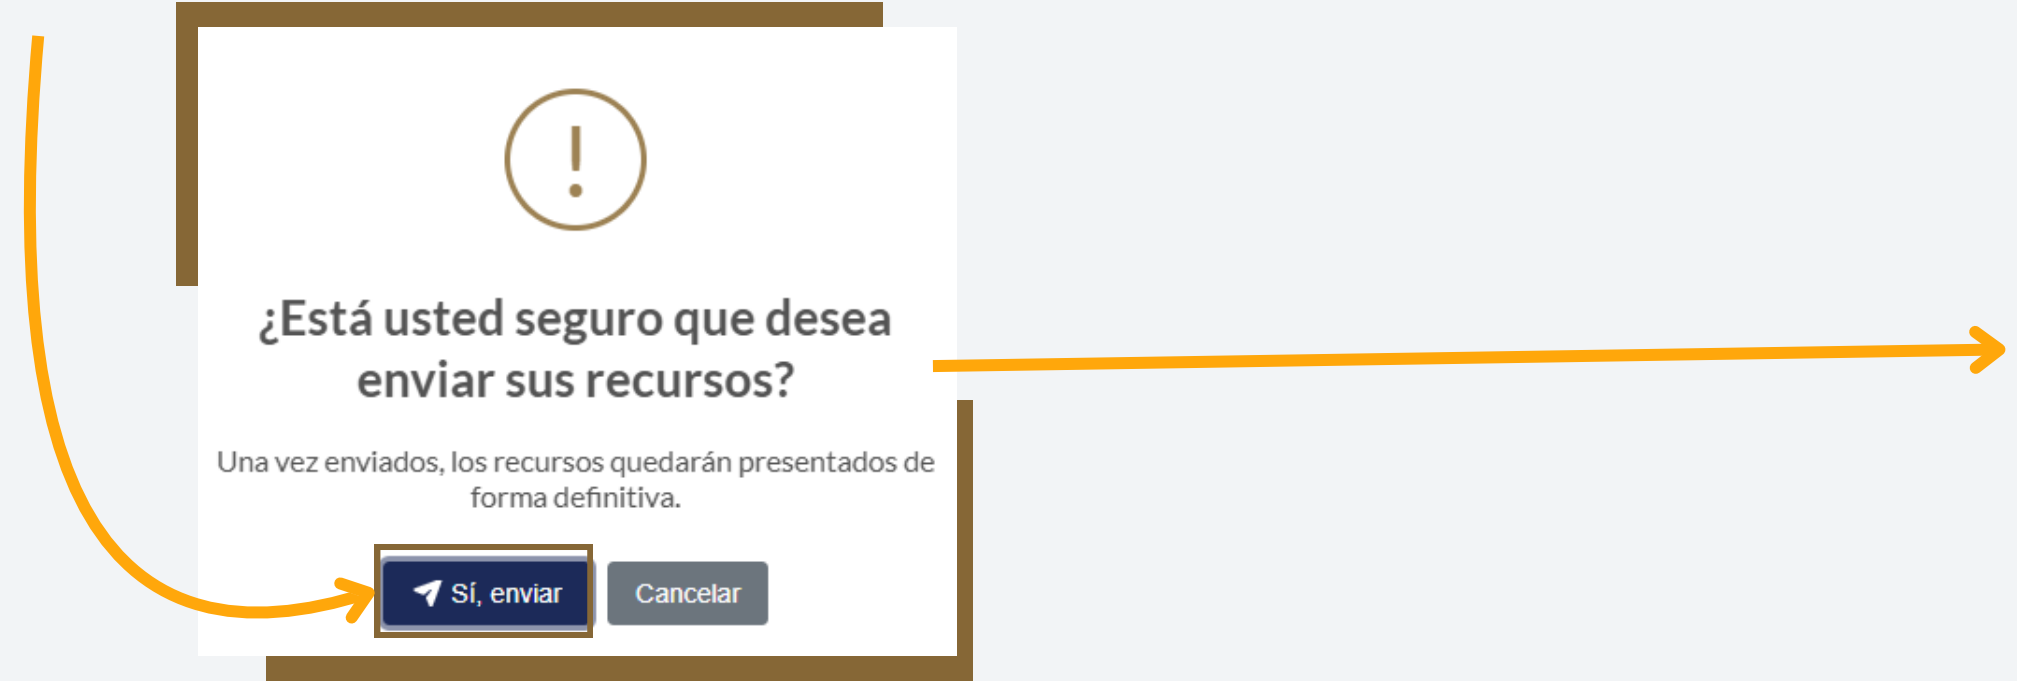 ¿Está usted seguro que desea
enviar sus recursos?
Una vez enviados, los recursos quedarán presentados de
forma definitiva.
Sí, enviar
Cancelar